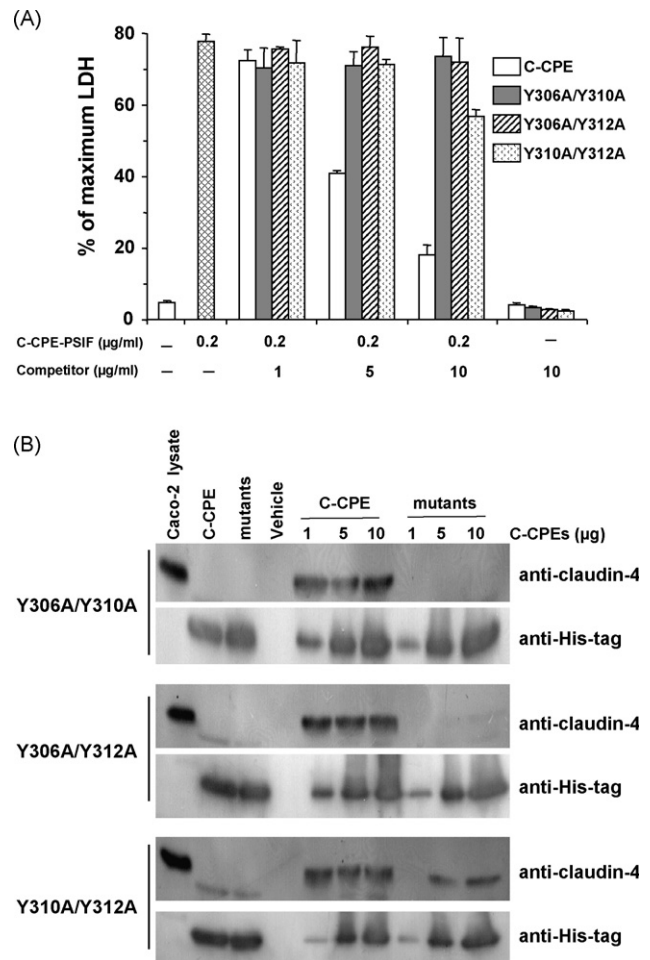 (A)
80
60
40
20
0
% of maximum LDH
C-CPE
Y306A/Y310A
Y306A/Y312A
Y310A/Y312A
C-CPE-PSIF (µg/ml) – 0.2 0.2 0.2 0.2 –
Competitor (µg/ml) – – 1 5 10 10
(B)
Caco-2 lysate
C-CPE
mutants
Vehicle
C-CPE mutants
1 5 10 1 5 10 C-CPEs (µg)
Y306A/Y310A
anti-claudin-4
anti-His-tag
Y306A/Y312A
anti-claudin-4
anti-His-tag
Y310A/Y312A
anti-claudin-4
anti-His-tag